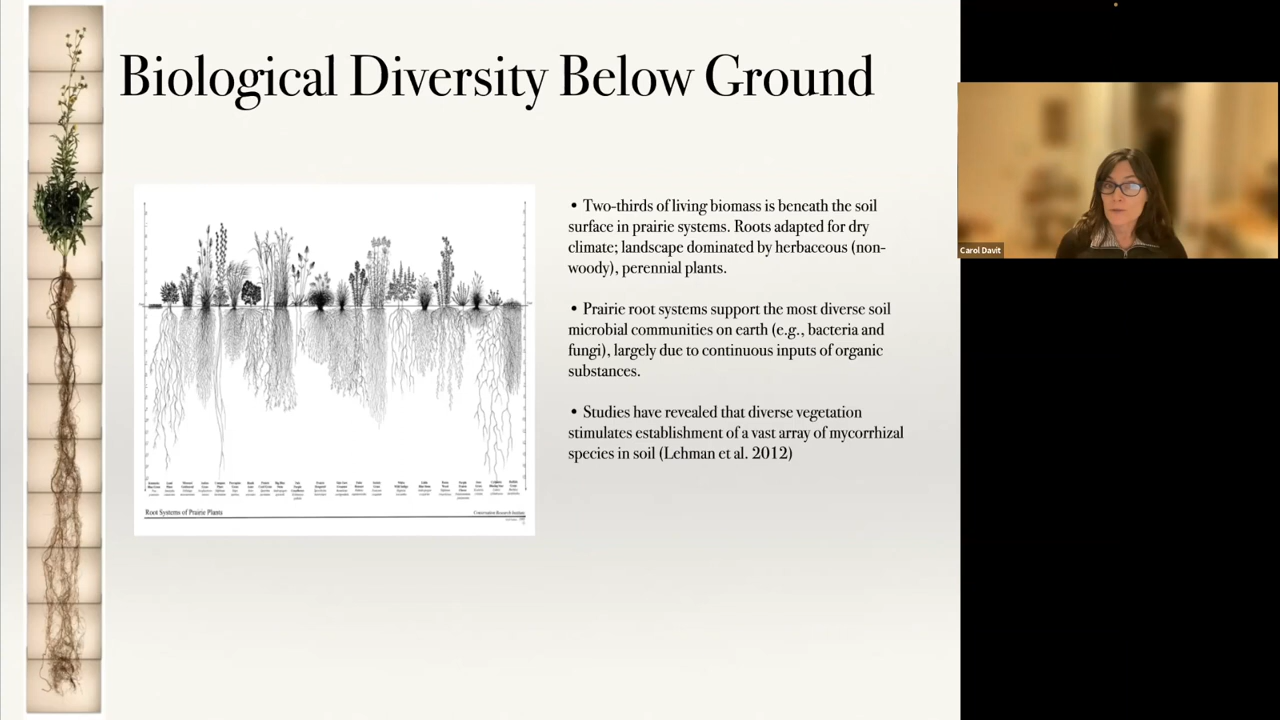 Biological Diversity Below Ground
• Two-thirds of living biomass is beneath the soil
surface in prairie systems. Roots adapted for dry
climate; landscape dominated by herbaceous (non-
woody), perennial plants.
• Prairie root systems support the most diverse soil
microbial communities on earth (e.g., bacteria and
fungi), largely due to continuous inputs of organic
substances.
• Studies have revealed that diverse vegetation
stimulates establishment of a vast array of mycorrhizal
species in soil (Lehman et al. 2012)
Root Systems of Prairie Plants
Conservation Research Institute
Carol Davit